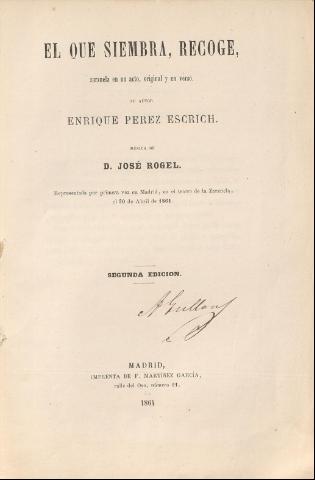 EL QUE SIEMBRA, RECOGE,
zarzuela en un acto, original y en verso.
SU AUTOR
ENRIQUE PEREZ ESCRICH.
MÚSICA DE
D. JOSÉ ROGEL.
Representada por primera vez en Madrid, en el teatro de la Zarzuela,
el de Abril de 1861.
SEGUNDA EDICION.
MADRID,
IMPRENTA DE F. MARTINEZ GARCÍA,
calle del Oso, número 21.
1864